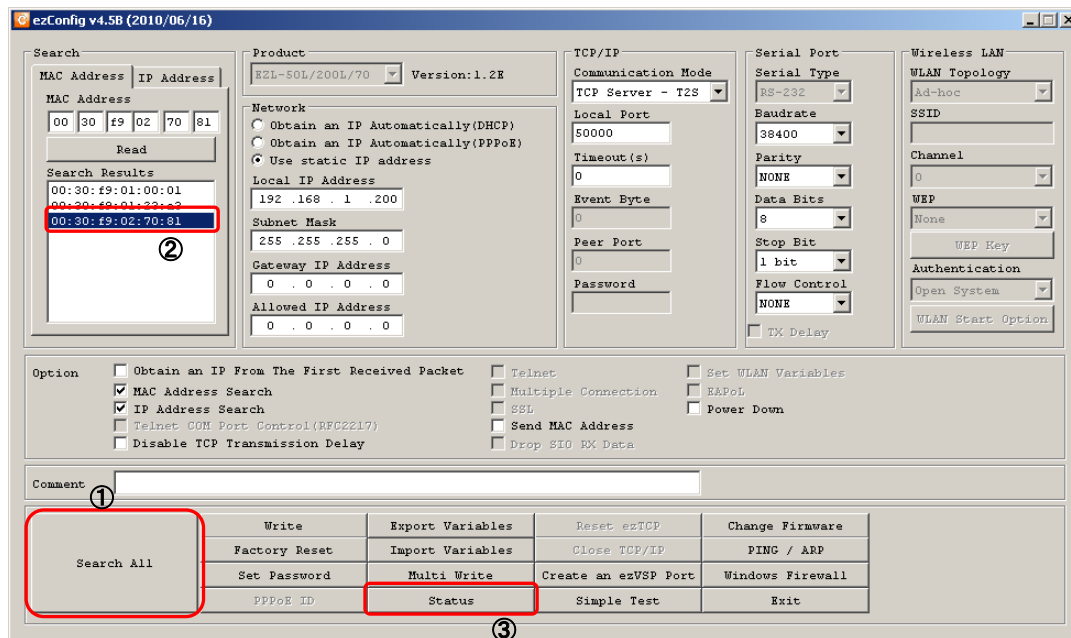 ezConfig v4.5B (2010/06/16)
Search
MAC Address IP Address
MAC Address
00 30 f9 02 70 81
Read
Search Results
00:30:f9:01:00:01
00:30:f9:02:70:81
②
Product
EZL-50L/200L/70 Version:1.2E
Network
Obtain an IP Automatically(DHCP)
Obtain an IP Automatically(PPPoE)
Use static IP address
Local IP Address
192 .168 . 1 .200
Subnet Mask
255 .255 .255 . 0
Gateway IP Address
0 . 0 . 0 . 0
Allowed IP Address
0 . 0 . 0 . 0
TCP/IP
Communication Mode
TCP Server - T2S
Local Port
50000
Timeout(s)
0
Event Byte
0
Peer Port
0
Password
Serial Port
Serial Type
RS-232
Baudrate
38400
Parity
NONE
Data Bits
8
Stop Bit
1 bit
Flow Control
NONE
TX Delay
Wireless LAN
WLAN Topology
Ad-hoc
SSID
Channel
0
WEP
None
WEP Key
Authentication
Open System
WLAN Start Option
Option
Obtain an IP From The First Received Packet
MAC Address Search
IP Address Search
Telnet COM Port Control(RFC2217)
Disable TCP Transmission Delay
Telnet
Multiple Connection
SSL
Send MAC Address
Drop SIO RX Data
Set WLAN Variables
EAPoL
Power Down
Comment
①
Search All
Write Export Variables Reset ezTCP Change Firmware
Factory Reset Import Variables Close TCP/IP PING / ARP
Set Password Multi Write Create an ezVSP Port Windows Firewall
PPPoE ID Status Simple Test Exit
③